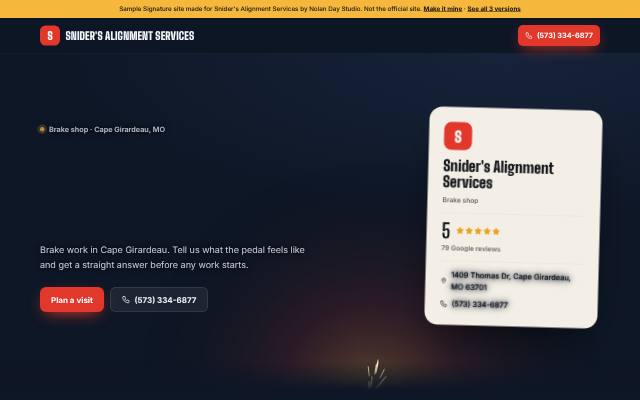 Sample Signature site made for Snider's Alignment Services by Nolan Day Studio. Not the official site. Make it mine · See all 3 versions
S SNIDER'S ALIGNMENT SERVICES
(573) 334-6877
Brake shop · Cape Girardeau, MO
Brake work in Cape Girardeau. Tell us what the pedal feels like
and get a straight answer before any work starts.
Plan a visit
(573) 334-6877
S
Snider's Alignment
Services
Brake shop
5
79 Google reviews
1409 Thomas Dr, Cape Girardeau,
MO 63701
(573) 334-6877